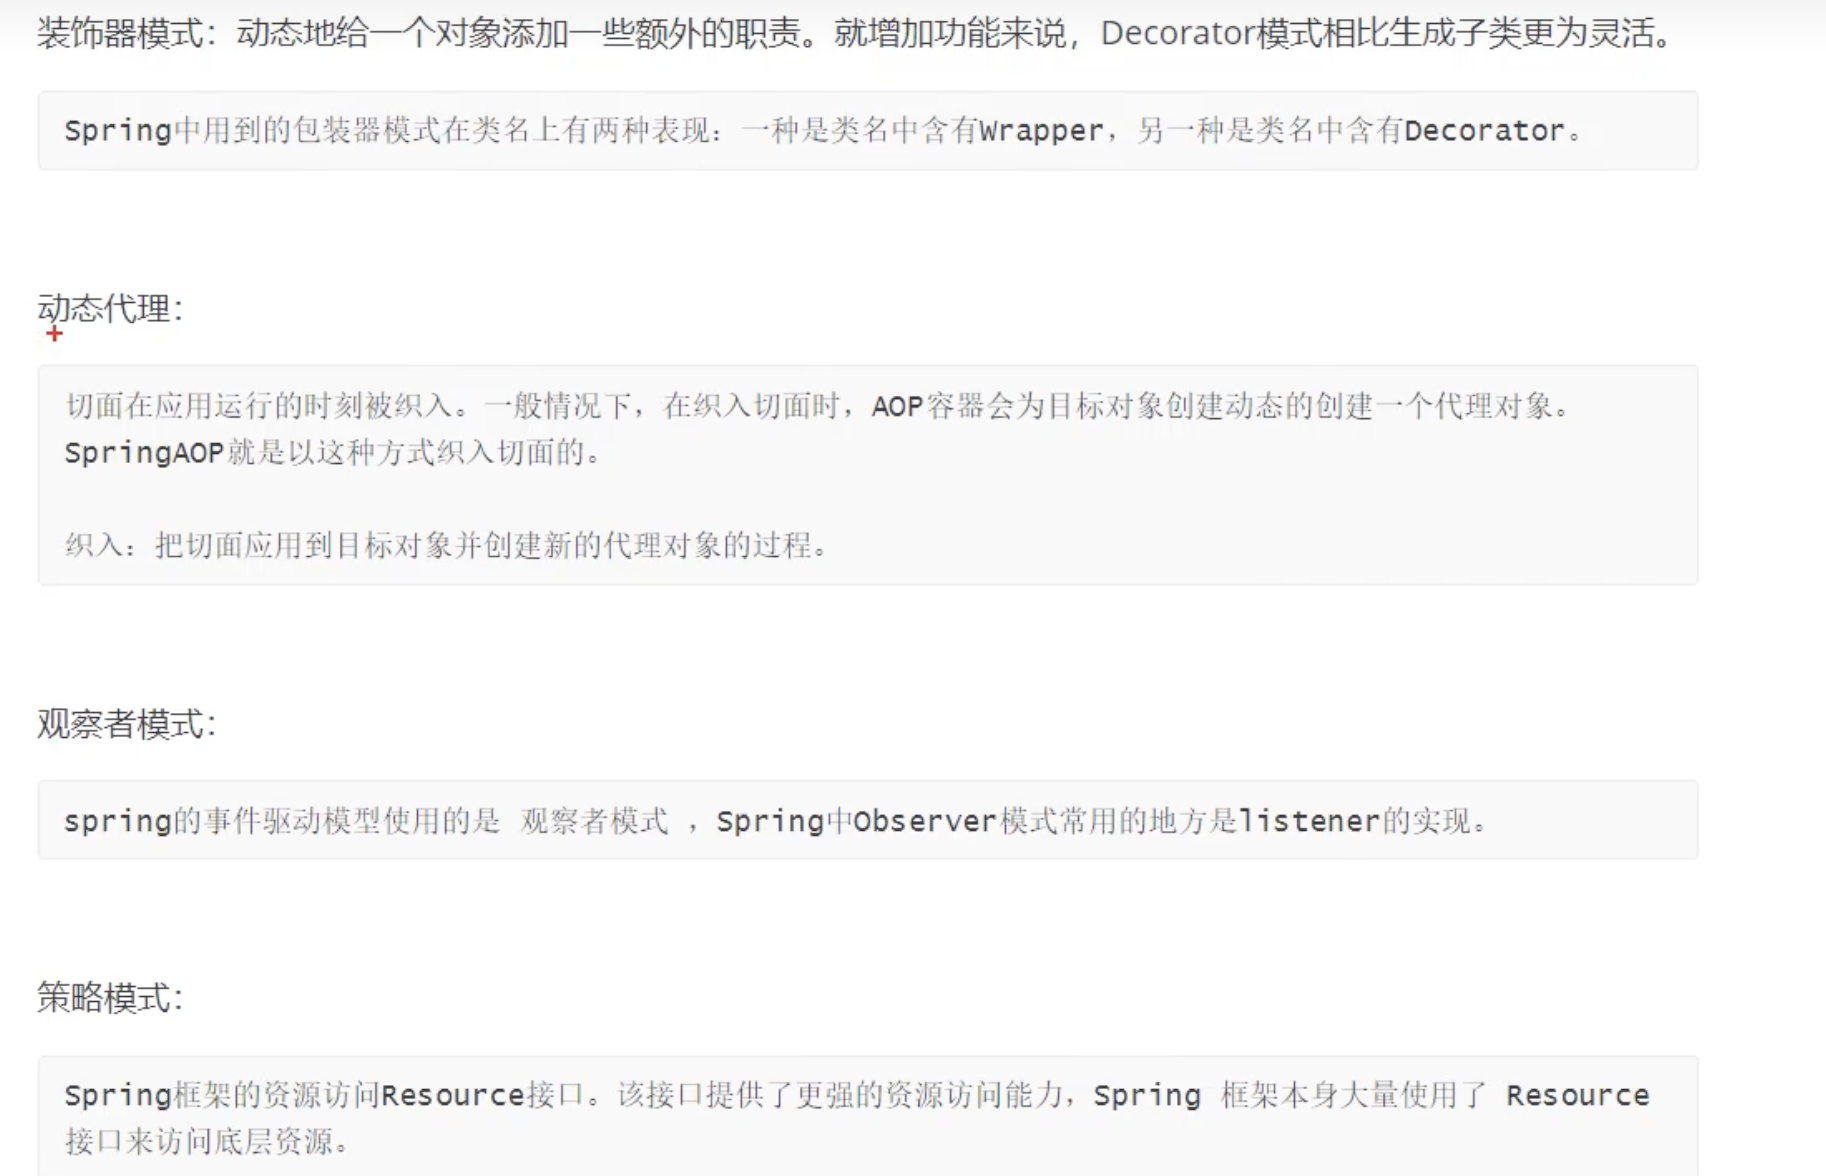 装饰器模式：动态地给一个对象添加一些额外的职责。就增加功能来说，Decorator模式相比生成子类更为灵活。
Spring中用到的包装器模式在类名上有两种表现：一种是类名中含有Wrapper，另一种是类名中含有Decorator。
动态代理：
切面在应用运行的时刻被织入。一般情况下，在织入切面时，AOP容器会为目标对象创建动态的创建一个代理对象。
SpringAOP就是以这种方式织入切面的。
织入：把切面应用到目标对象并创建新的代理对象的过程。
观察者模式：
spring的事件驱动模型使用的是 观察者模式 ，Spring中Observer模式常用的地方是listener的实现。
策略模式：
Spring框架的资源访问Resource接口。该接口提供了更强的资源访问能力，Spring 框架本身大量使用了 Resource
接口来访问底层资源。